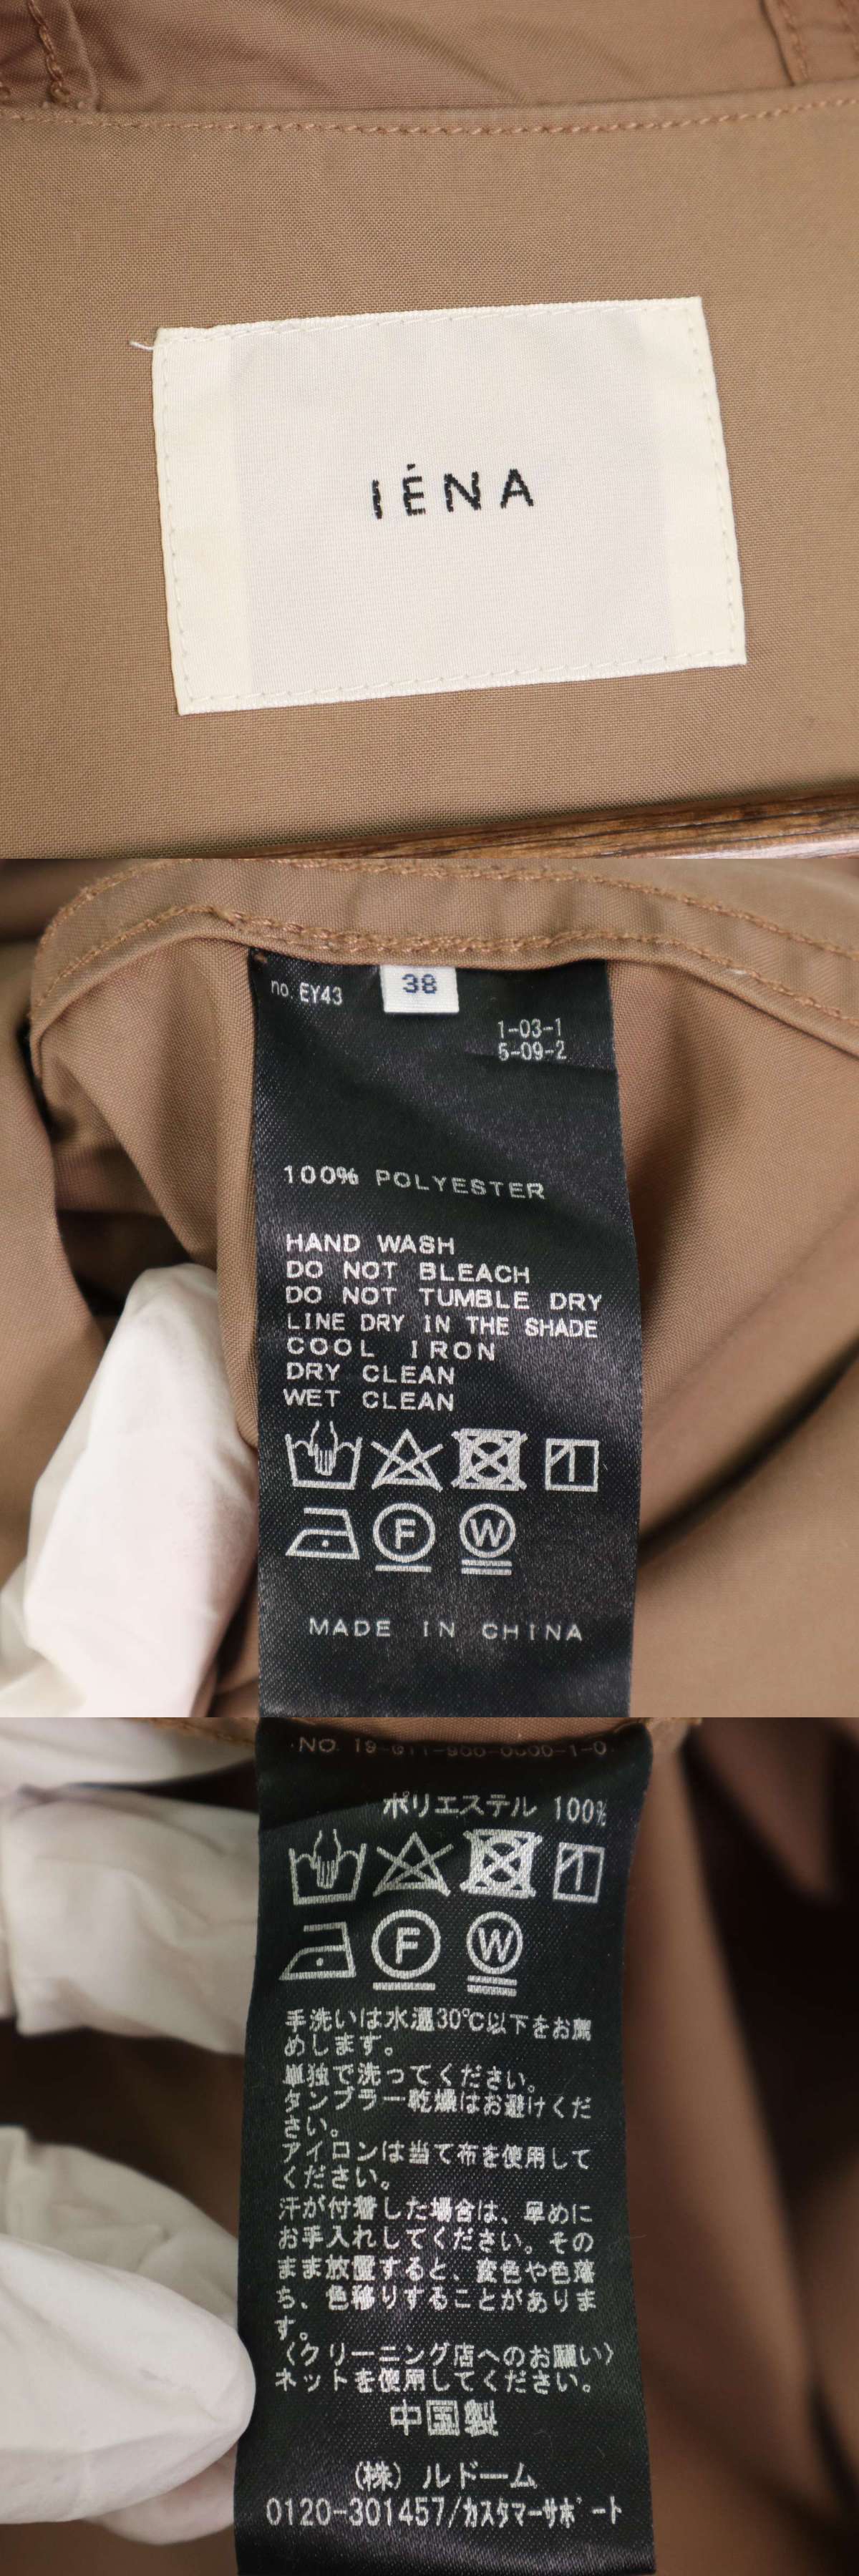 IÉNA
no. EY43
38
1-03-1
5-09-2
100% POLYESTER
HAND WASH
DO NOT BLEACH
DO NOT TUMBLE DRY
LINE DRY IN THE SHADE
COOL IRON
DRY CLEAN
WET CLEAN
F
W
MADE IN CHINA
NO. 19-
ポリエステル 100%
F
W
手洗いは水温30℃以下をお薦
めします。
単独で洗ってください。
タンブラー乾燥はお避けくだ
さい。
アイロンは当て布を使用して
ください。
汗が付着した場合は、早めに
お手入れしてください。その
まま放置すると、変色や色落
ち、色移りすることがありま
す。
〈クリーニング店へのお願い〉
ネットを使用してください。
中国製
(株) ルドーム
0120-301457/カスタマーサポート